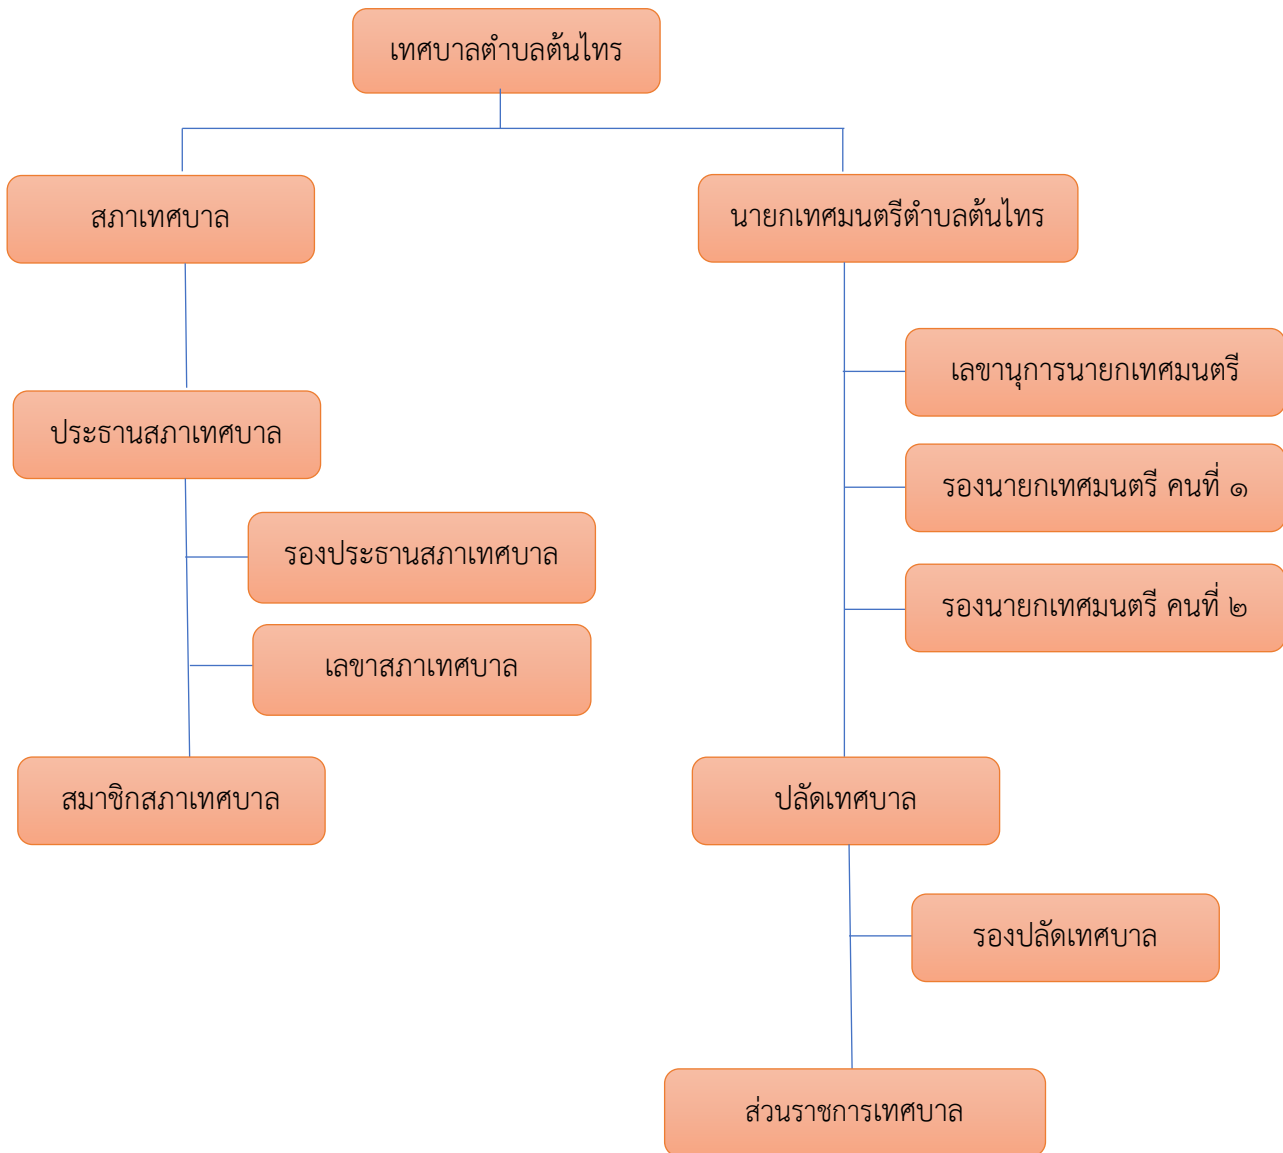 เทศบาลตำบลต้นไทร
สภาเทศบาล
นายกเทศมนตรีตำบลต้นไทร
เลขานุการนายกเทศมนตรี
ประธานสภาเทศบาล
รองนายกเทศมนตรี คนที่ ๑
รองประธานสภาเทศบาล
รองนายกเทศมนตรี คนที่ ๒
เลขาสภาเทศบาล
สมาชิกสภาเทศบาล
ปลัดเทศบาล
รองปลัดเทศบาล
ส่วนราชการเทศบาล